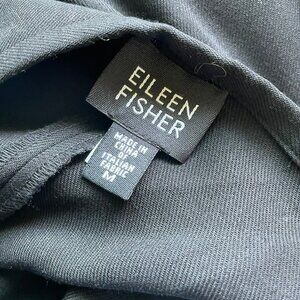 EILEEN
FISHER
MADE IN
CHINA
OF
ITALIAN
FABRIC
M